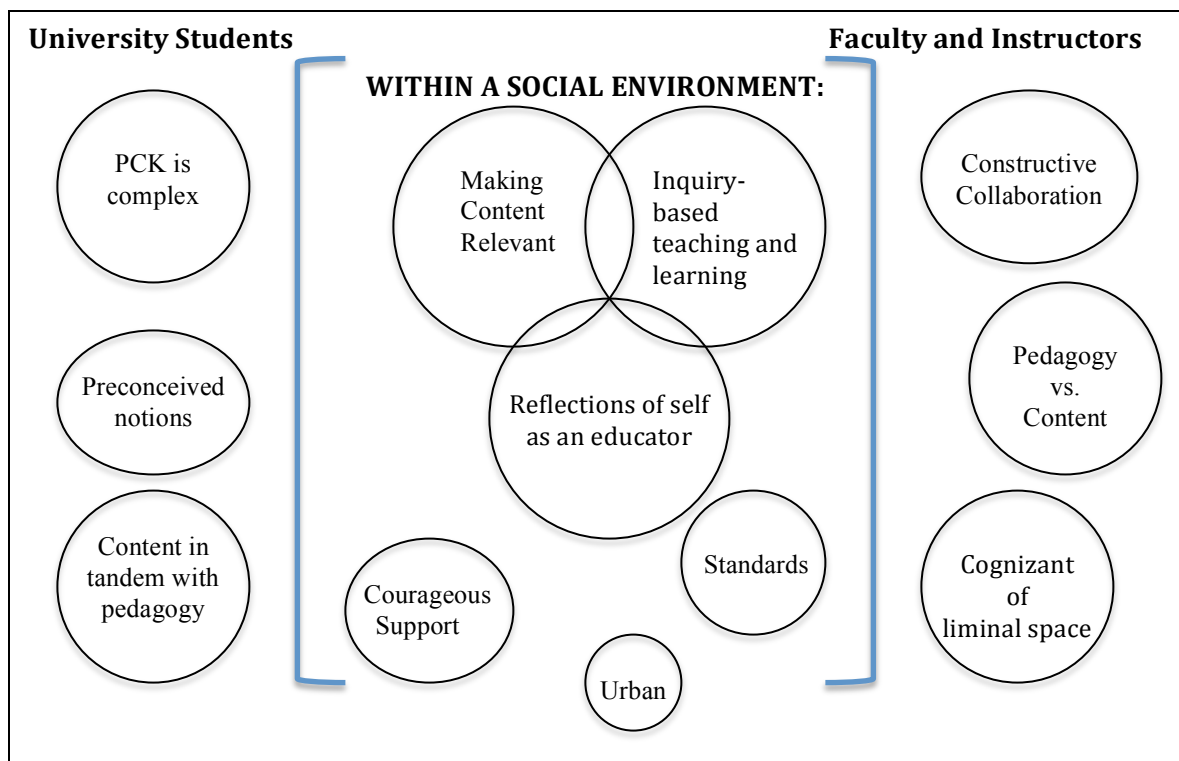 University Students
PCK is
complex
Preconceived
notions
Content in
tandem with
pedagogy
WITHIN A SOCIAL ENVIRONMENT:
Making
Content
Relevant
Inquiry-
based
teaching and
learning
Reflections of self
as an educator
Courageous
Support
Standards
Urban
Faculty and Instructors
Constructive
Collaboration
Pedagogy
vs.
Content
Cognizant
of
liminal space